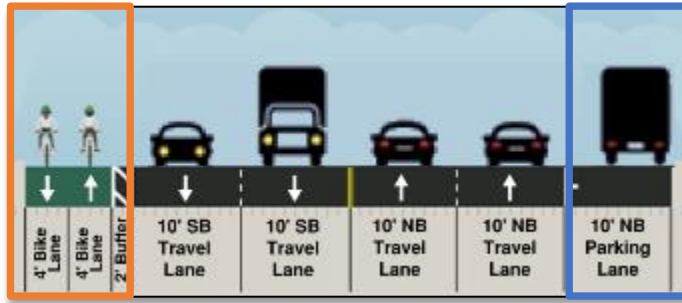 4' Bike
Lane
4' Bike
Lane
2' Buffer
10' SB
Travel
Lane
10' SB
Travel
Lane
10' NB
Travel
Lane
10' NB
Travel
Lane
10' NB
Parking
Lane